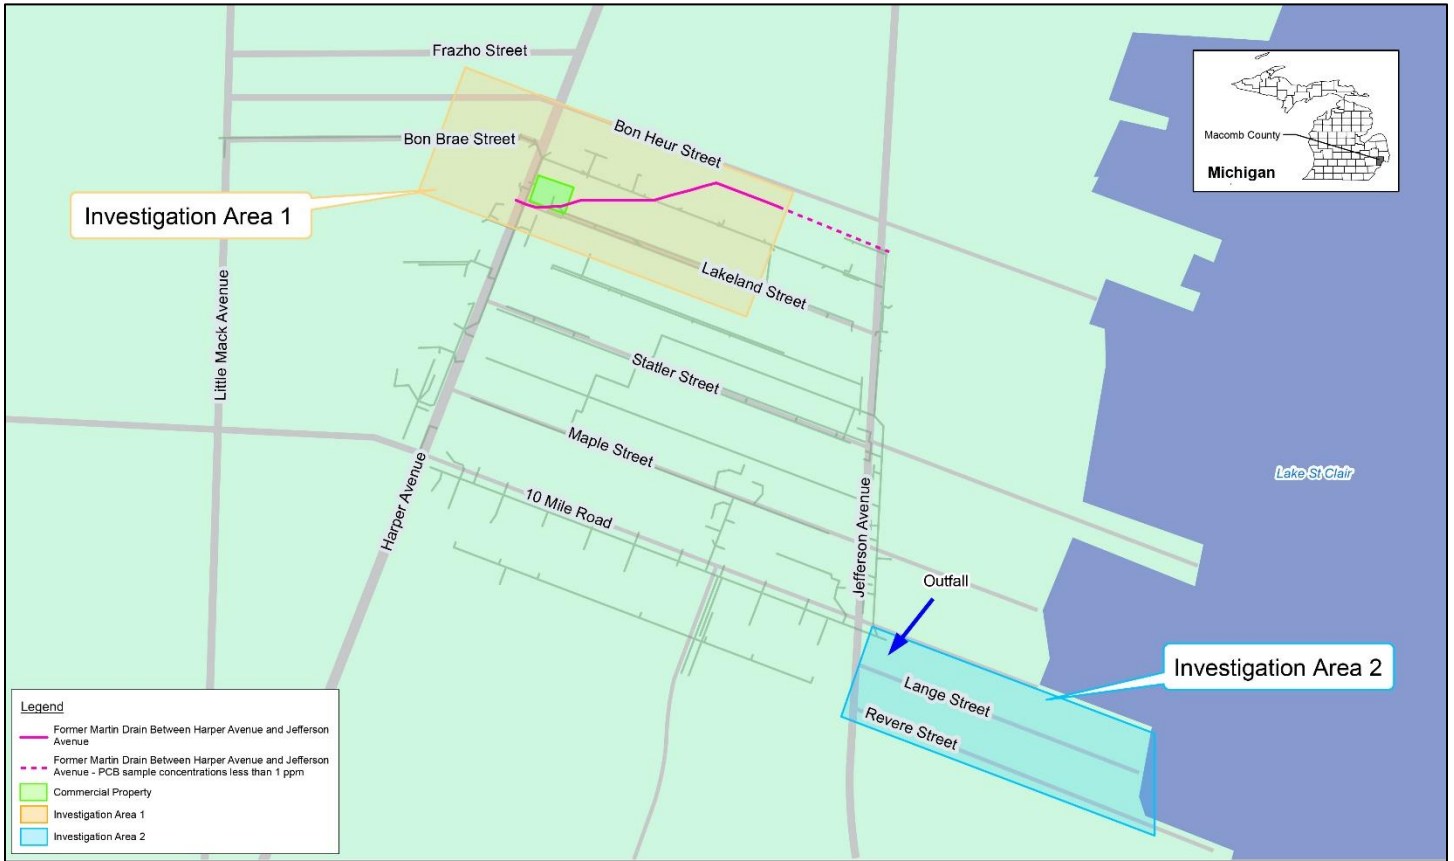 Frazho Street
Bon Brae Street
Bon Heur Street
Investigation Area 1
Little Mack Avenue
Lakeland Street
Statler Street
Maple Street
Harper Avenue
10 Mile Road
Jefferson Avenue
Outfall
Lange Street
Revere Street
Investigation Area 2
Lake St Clair
Macomb County
Michigan
Legend
Former Martin Drain Between Harper Avenue and Jefferson
Avenue
Former Martin Drain Between Harper Avenue and Jefferson
Avenue - PCB sample concentrations less than 1 ppm
Commercial Property
Investigation Area 1
Investigation Area 2